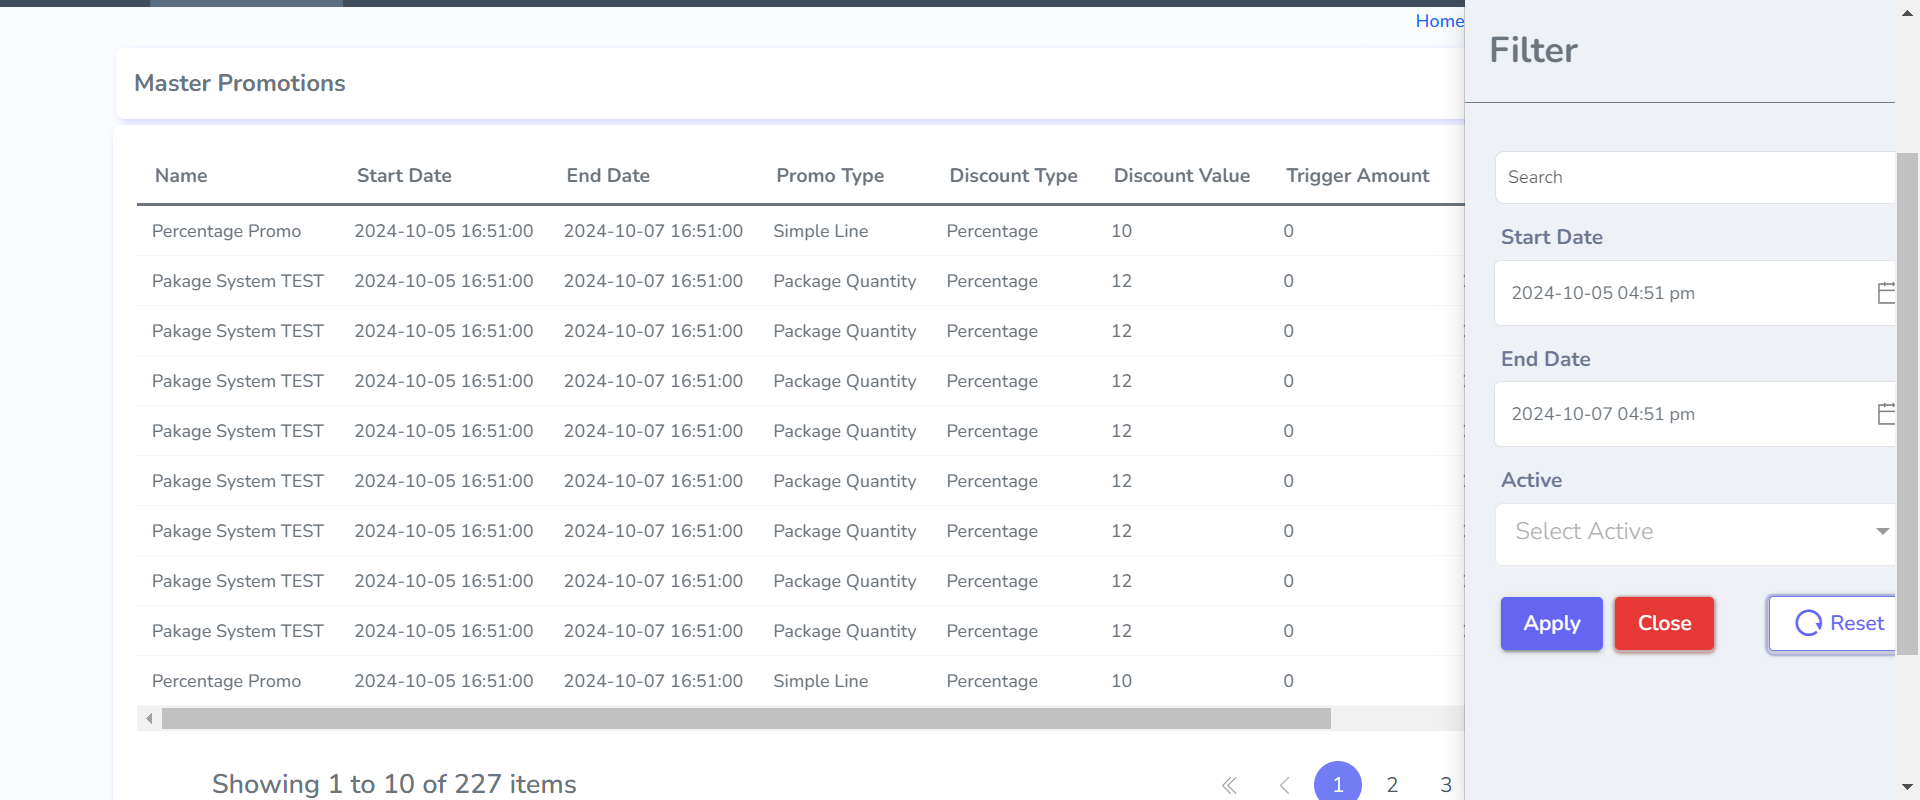 Home
Master Promotions
Name Start Date End Date Promo Type Discount Type Discount Value Trigger Amount
Percentage Promo 2024-10-05 16:51:00 2024-10-07 16:51:00 Simple Line Percentage 10 0
Pakage System TEST 2024-10-05 16:51:00 2024-10-07 16:51:00 Package Quantity Percentage 12 0
Pakage System TEST 2024-10-05 16:51:00 2024-10-07 16:51:00 Package Quantity Percentage 12 0
Pakage System TEST 2024-10-05 16:51:00 2024-10-07 16:51:00 Package Quantity Percentage 12 0
Pakage System TEST 2024-10-05 16:51:00 2024-10-07 16:51:00 Package Quantity Percentage 12 0
Pakage System TEST 2024-10-05 16:51:00 2024-10-07 16:51:00 Package Quantity Percentage 12 0
Pakage System TEST 2024-10-05 16:51:00 2024-10-07 16:51:00 Package Quantity Percentage 12 0
Pakage System TEST 2024-10-05 16:51:00 2024-10-07 16:51:00 Package Quantity Percentage 12 0
Pakage System TEST 2024-10-05 16:51:00 2024-10-07 16:51:00 Package Quantity Percentage 12 0
Percentage Promo 2024-10-05 16:51:00 2024-10-07 16:51:00 Simple Line Percentage 10 0
Showing 1 to 10 of 227 items 1 2 3
Filter
Search
Start Date
2024-10-05 04:51 pm
End Date
2024-10-07 04:51 pm
Active
Select Active
Apply Close Reset